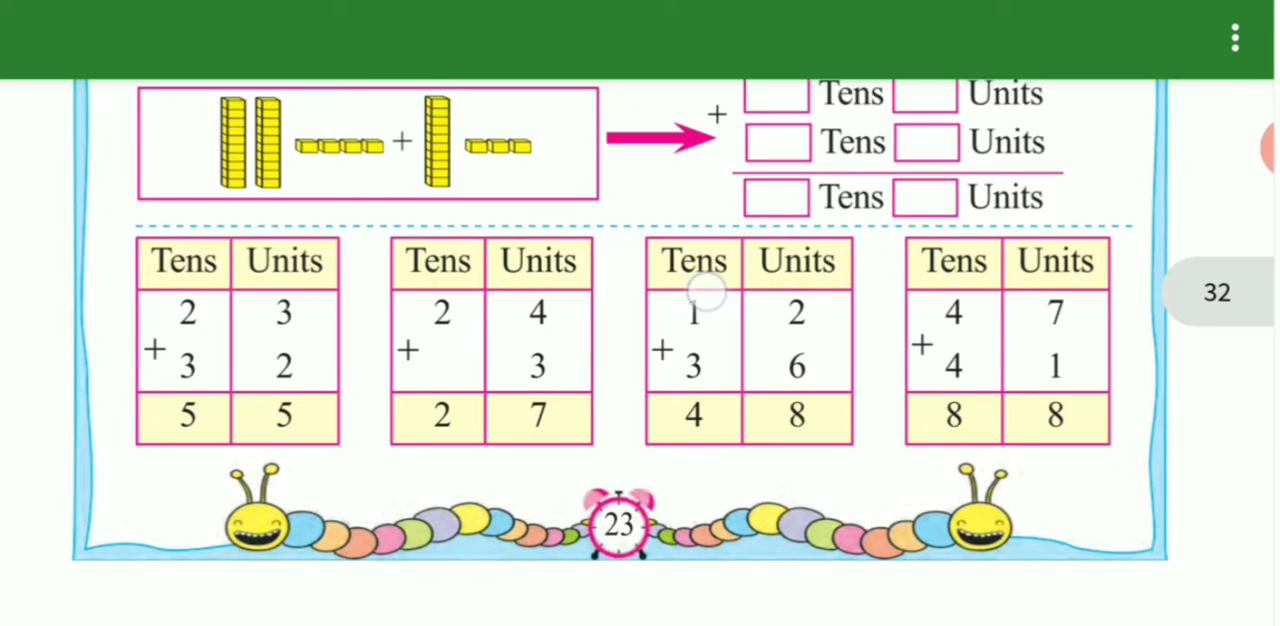 Tens Units
+
Tens Units
+
Tens Units
Tens Units Tens Units Tens Units Tens Units
2 3 2 4 1 2 4 7
+ + + +
3 2 3 3 6 4 1
5 5 2 7 4 8 8 8
32
23